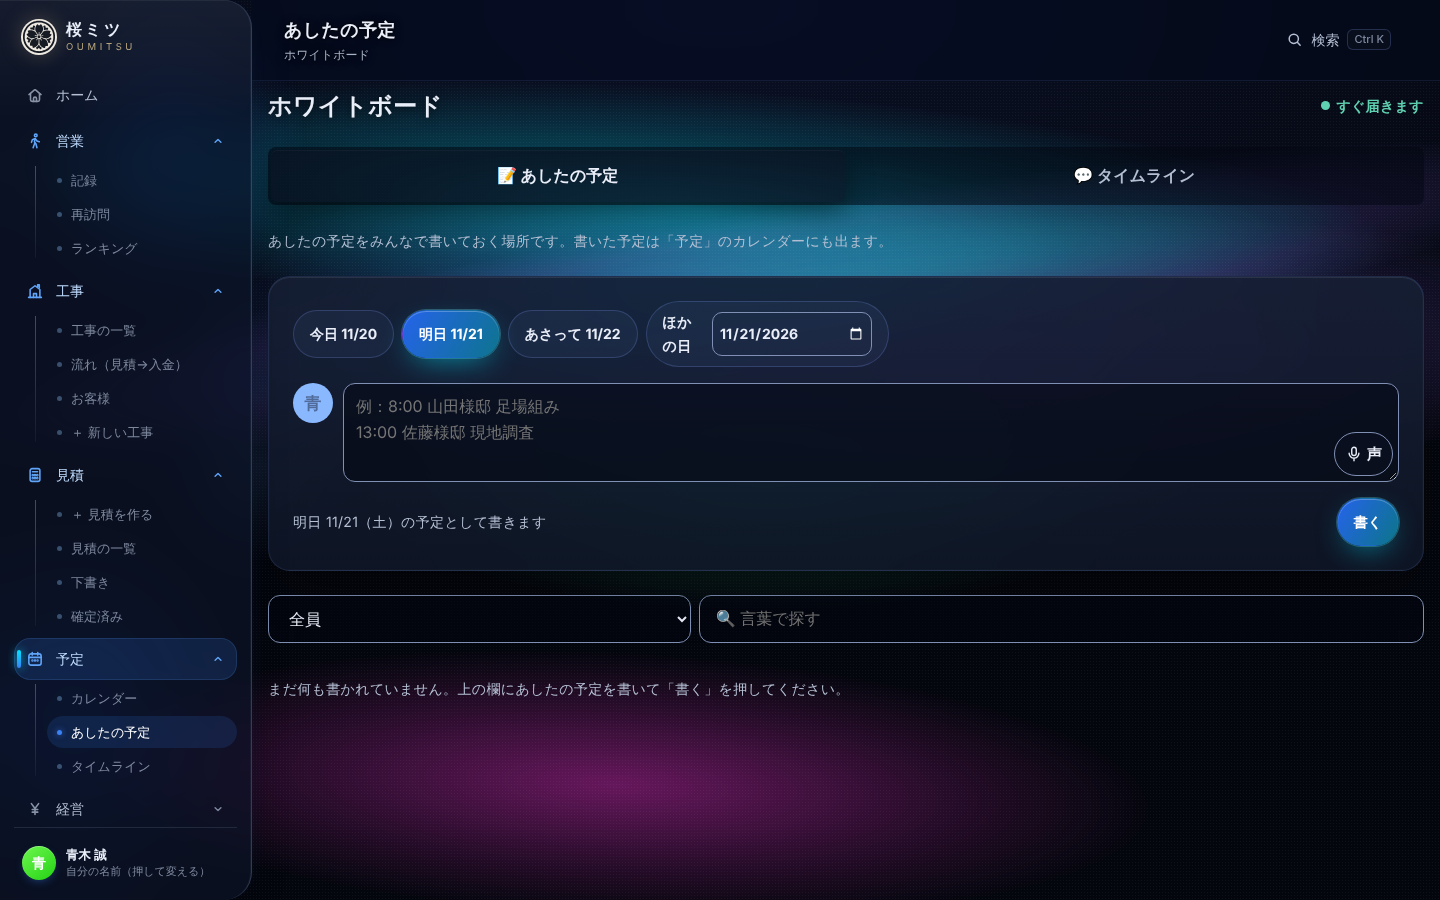 桜ミツ
OUMITSU
ホーム
営業
記録
再訪問
ランキング
工事
工事の一覧
流れ（見積→入金）
お客様
＋ 新しい工事
見積
＋ 見積を作る
見積の一覧
下書き
確定済み
予定
カレンダー
あしたの予定
タイムライン
経営
青
青木 誠
自分の名前（押して変える）
あしたの予定
ホワイトボード
検索 Ctrl K
ホワイトボード
すぐ届きます
📝 あしたの予定
💬 タイムライン
あしたの予定をみんなで書いておく場所です。書いた予定は「予定」のカレンダーにも出ます。
今日 11/20
明日 11/21
あさって 11/22
ほか
の日
11/21/2026
青
例：8:00 山田様邸 足場組み
13:00 佐藤様邸 現地調査
声
明日 11/21（土）の予定として書きます
書く
全員
🔍 言葉で探す
まだ何も書かれていません。上の欄にあしたの予定を書いて「書く」を押してください。